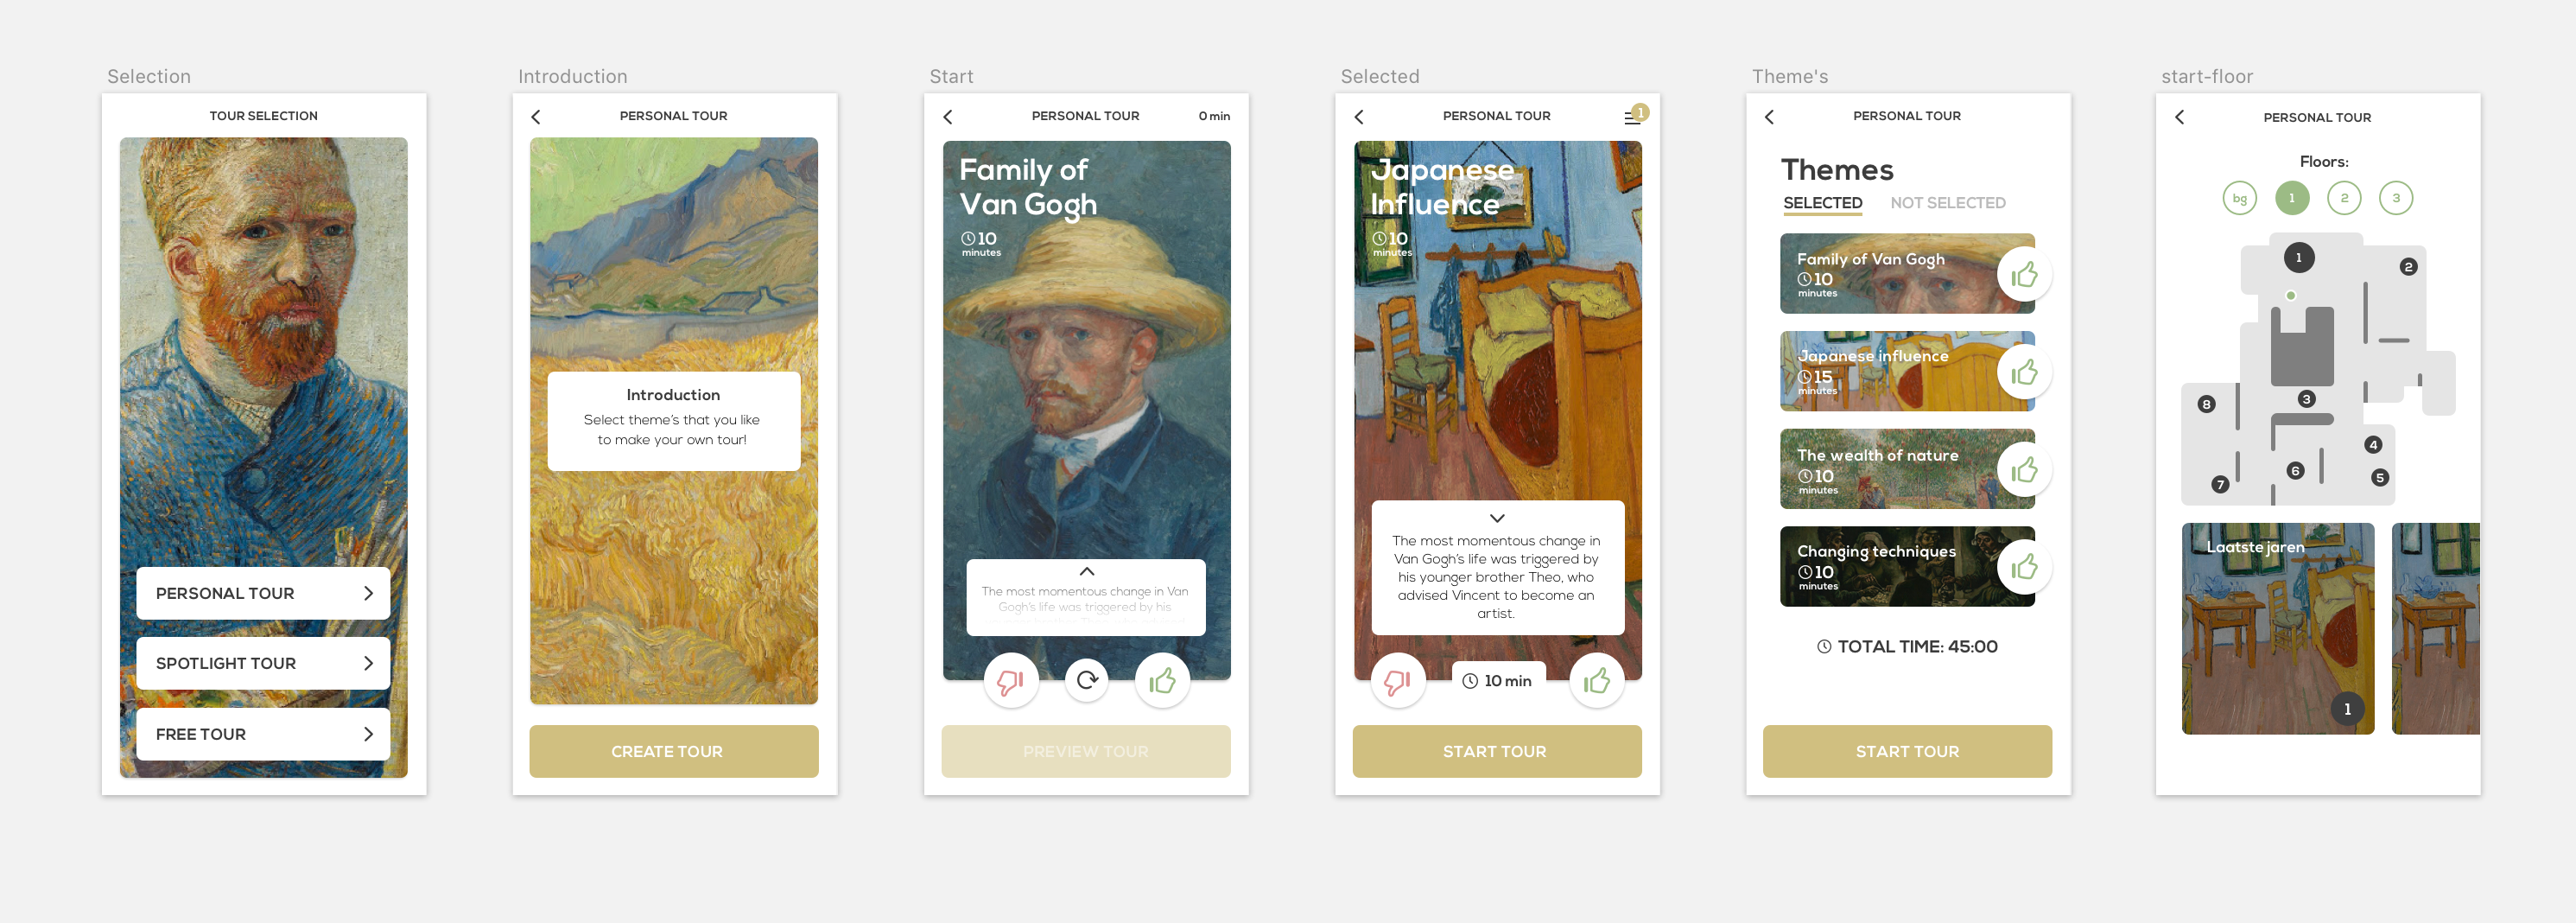 Selection
TOUR SELECTION
PERSONAL TOUR
SPOTLIGHT TOUR
FREE TOUR
Introduction
PERSONAL TOUR
Introduction
Select theme's that you like
to make your own tour!
CREATE TOUR
Start
PERSONAL TOUR
0 min
Family of
Van Gogh
10
minutes
The most momentous change in Van
Gogh's life was triggered by his
younger brother Theo, who advised
PREVIEW TOUR
Selected
PERSONAL TOUR
1
Japanese
Influence
10
minutes
The most momentous change in
Van Gogh's life was triggered by
his younger brother Theo, who
advised Vincent to become an
artist.
10 min
START TOUR
Theme's
PERSONAL TOUR
Themes
SELECTED NOT SELECTED
Family of Van Gogh
10
minutes
Japanese influence
15
minutes
The wealth of nature
10
minutes
Changing techniques
10
minutes
TOTAL TIME: 45:00
START TOUR
start-floor
PERSONAL TOUR
Floors:
bg 1 2 3
1
2
3
8
4
6
5
7
Laatste jaren
1